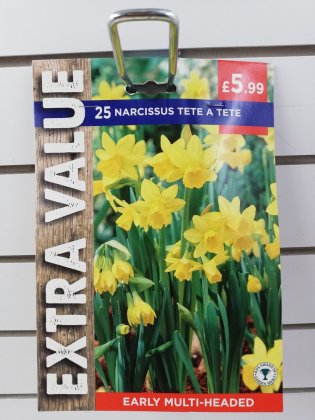 £5.99
25 NARCISSUS TETE A TETE
EXTRA VALUE
EARLY MULTI-HEADED